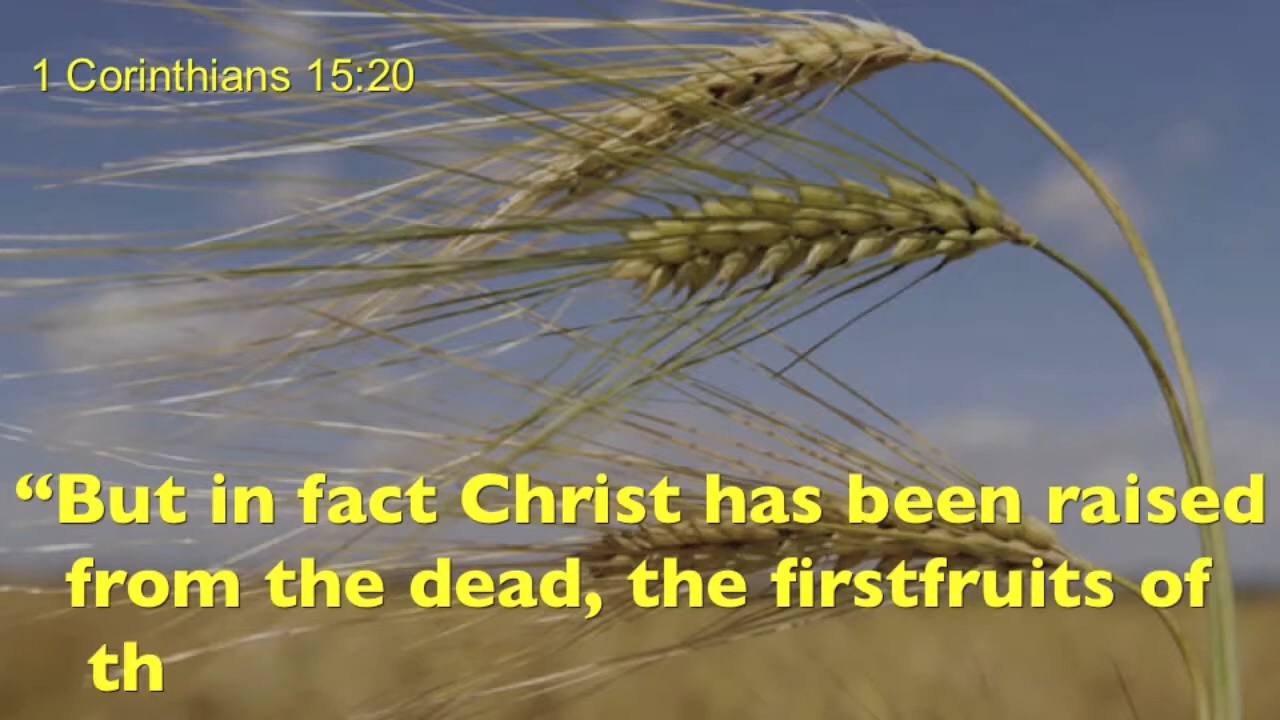 1 Corinthians 15:20
“But in fact Christ has been raised
from the dead, the firstfruits of
th